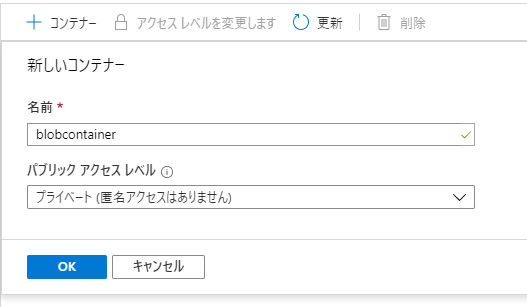 コンテナー アクセス レベルを変更します 更新 削除
新しいコンテナー
名前 *
blobcontainer
パブリック アクセス レベル
プライベート (匿名アクセスはありません)
OK キャンセル